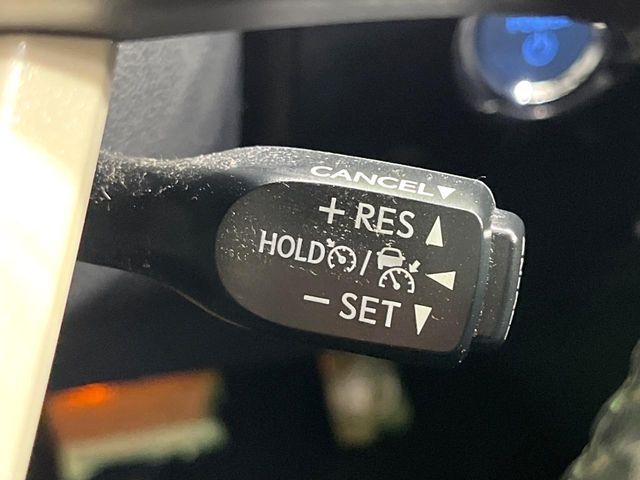 CANCEL
+ RES
HOLD /
− SET